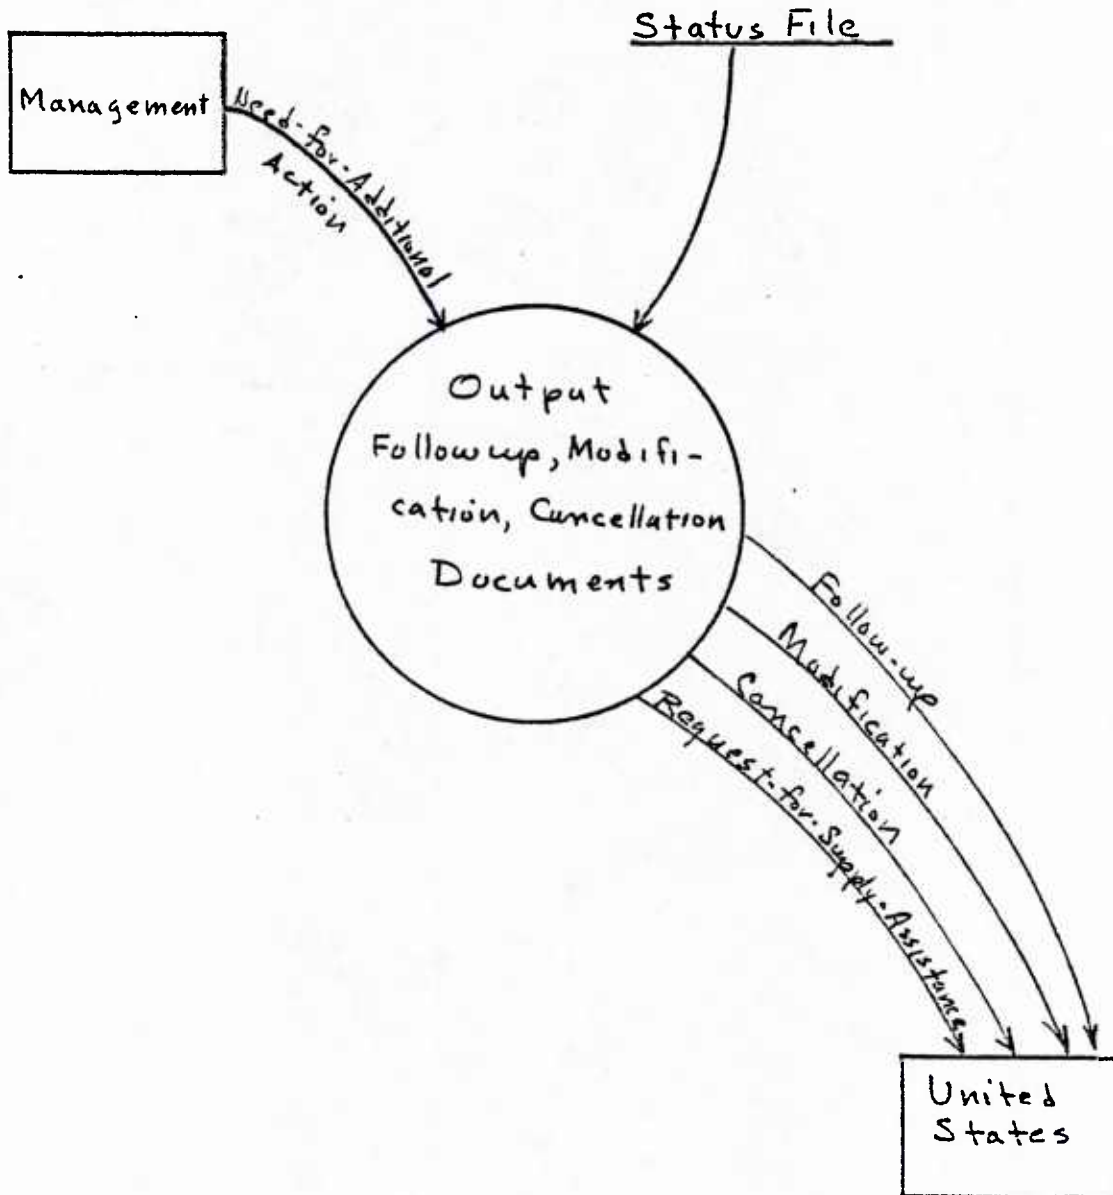 Status File
Management
Need-for-Additional
Action
Output
Followup, Modifi-
cation, Cancellation
Documents
Follow-up
Modification
Cancellation
Request-for-Supply-Assistance
United
States